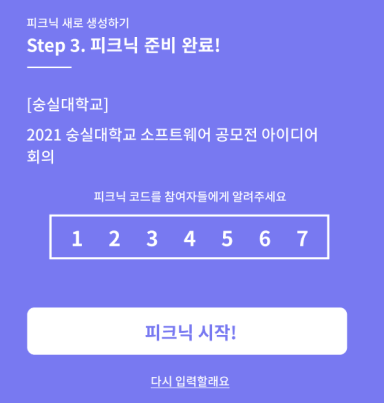 피크닉 새로 생성하기
Step 3. 피크닉 준비 완료!
[숭실대학교]
2021 숭실대학교 소프트웨어 공모전 아이디어
회의
피크닉 코드를 참여자들에게 알려주세요
1 2 3 4 5 6 7
피크닉 시작!
다시 입력할래요